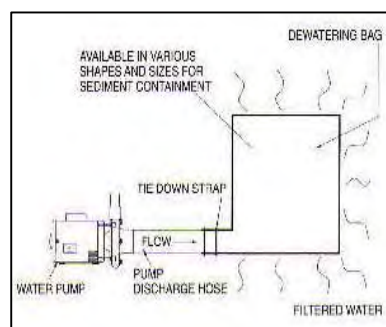 DEWATERING BAG
AVAILABLE IN VARIOUS
SHAPES AND SIZES FOR
SEDIMENT CONTAINMENT
TIE DOWN STRAP
FLOW
WATER PUMP
PUMP
DISCHARGE HOSE
FILTERED WATER